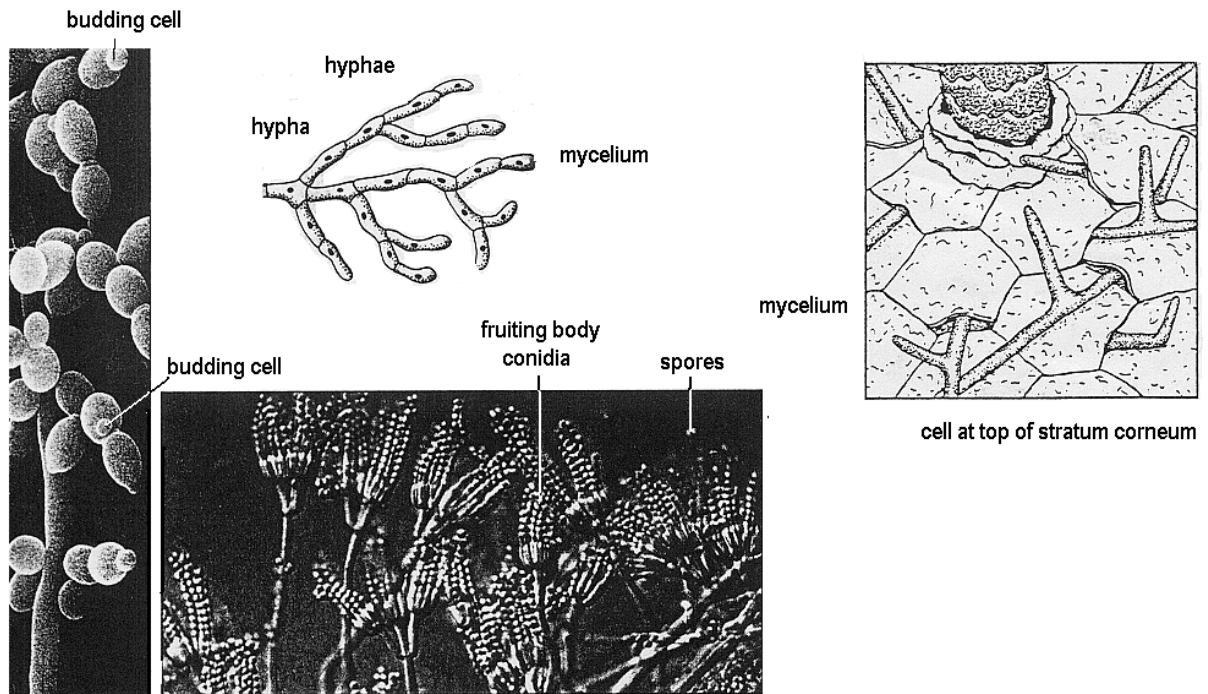 budding cell
hyphae
hypha
mycelium
mycelium
fruiting body
conidia
spores
budding cell
cell at top of stratum corneum